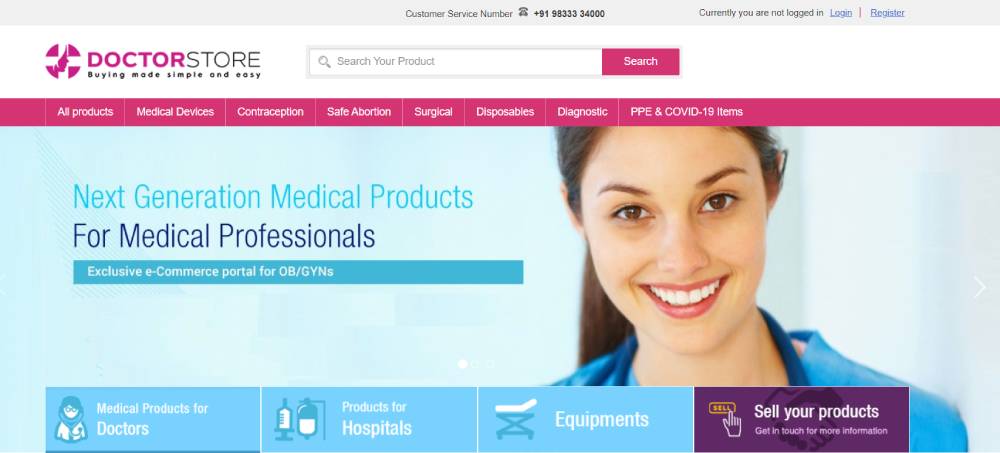 Customer Service Number +91 98333 34000
Currently you are not logged in Login | Register
DOCTORSTORE
Buying made simple and easy
Search Your Product
Search
All products
Medical Devices
Contraception
Safe Abortion
Surgical
Disposables
Diagnostic
PPE & COVID-19 Items
Next Generation Medical Products
For Medical Professionals
Exclusive e-Commerce portal for OB/GYNs
Medical Products for
Doctors
Products for
Hospitals
Equipments
SELL
Sell your products
Get in touch for more information